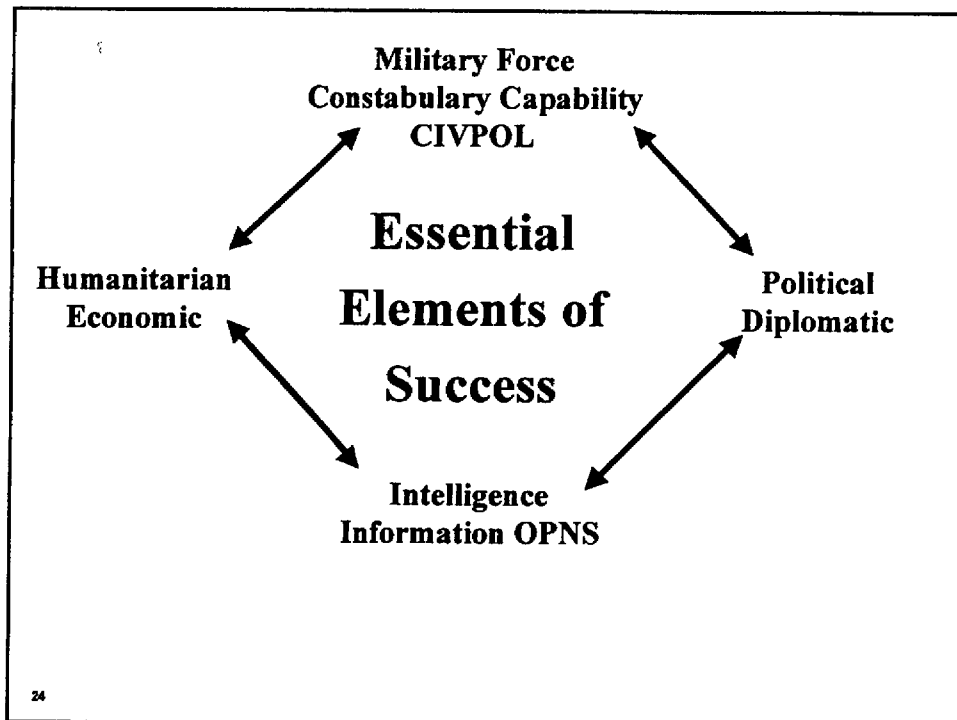 Military Force
Constabulary Capability
CIVPOL
Essential
Elements of
Success
Humanitarian
Economic
Political
Diplomatic
Intelligence
Information OPNS
24